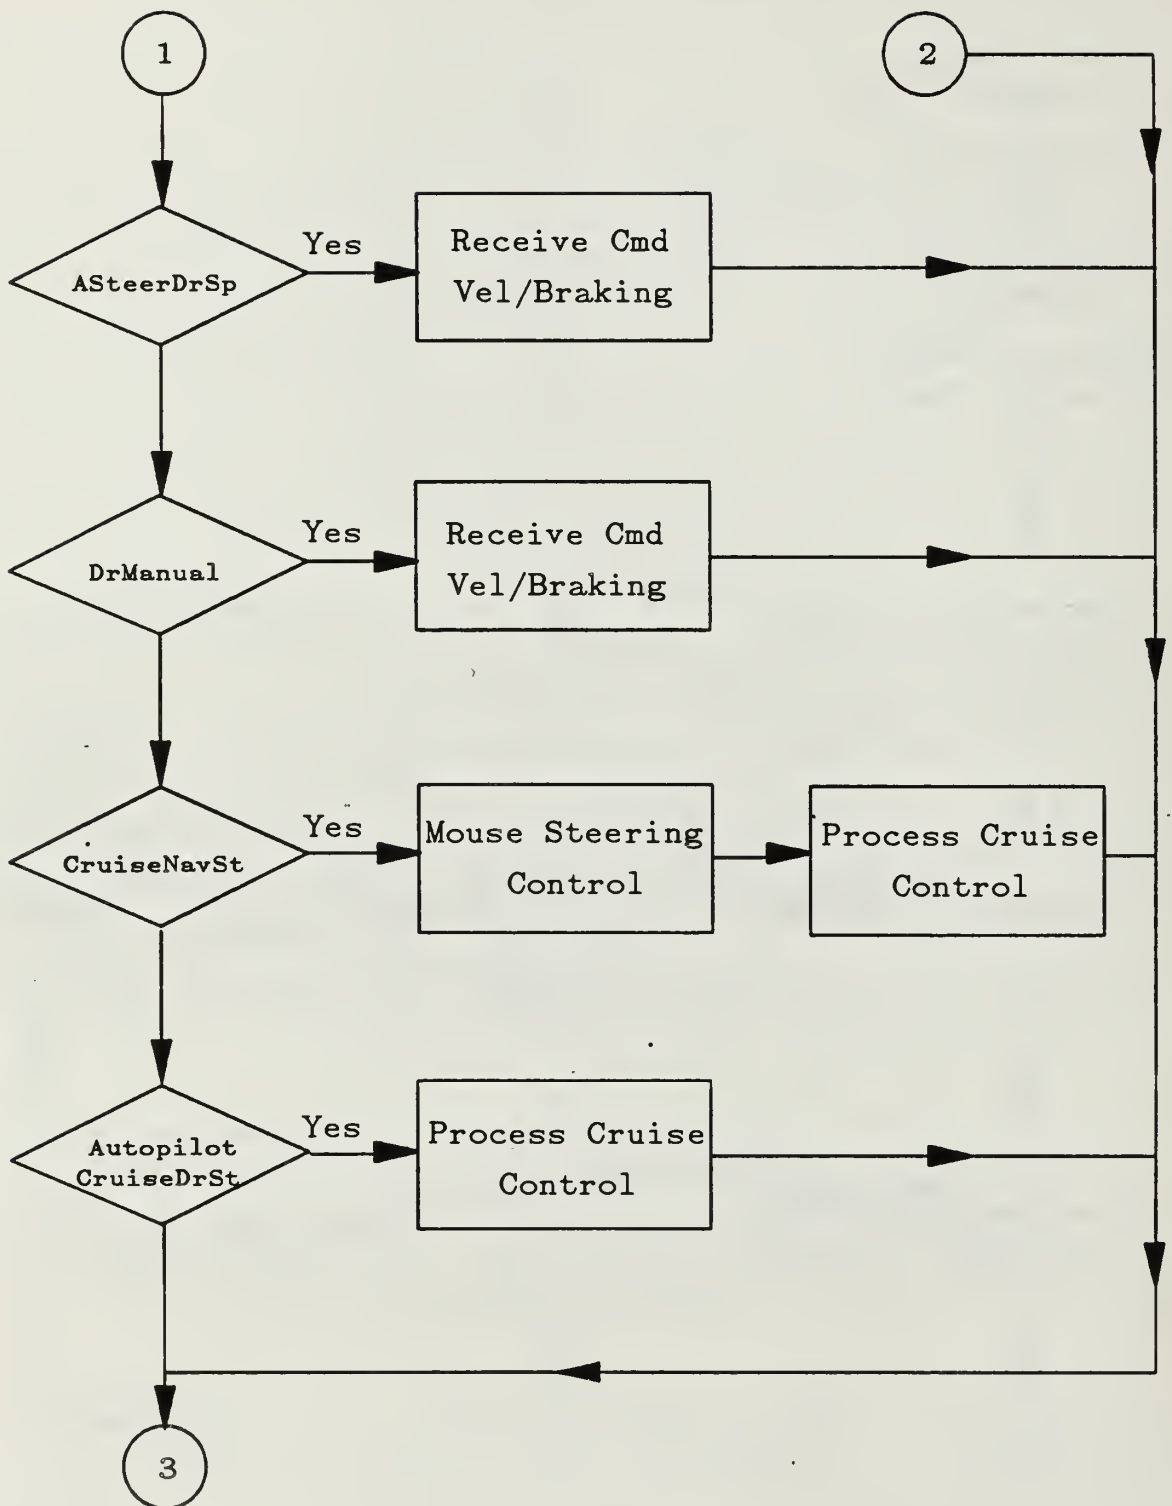 1
2
Yes
ASteerDrSp
Receive Cmd
Vel/Braking
Yes
DrManual
Receive Cmd
Vel/Braking
Yes
CruiseNavSt
Mouse Steering
Control
Process Cruise
Control
Yes
Autopilot
CruiseDrSt
Process Cruise
Control
3